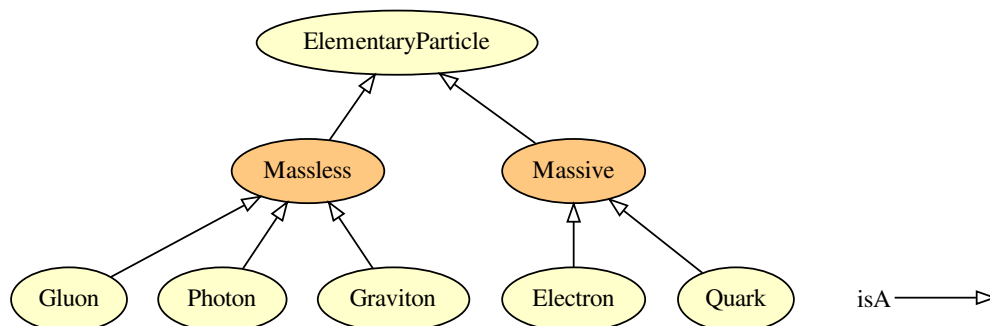 ElementaryParticle
Massless
Massive
Gluon
Photon
Graviton
Electron
Quark
isA